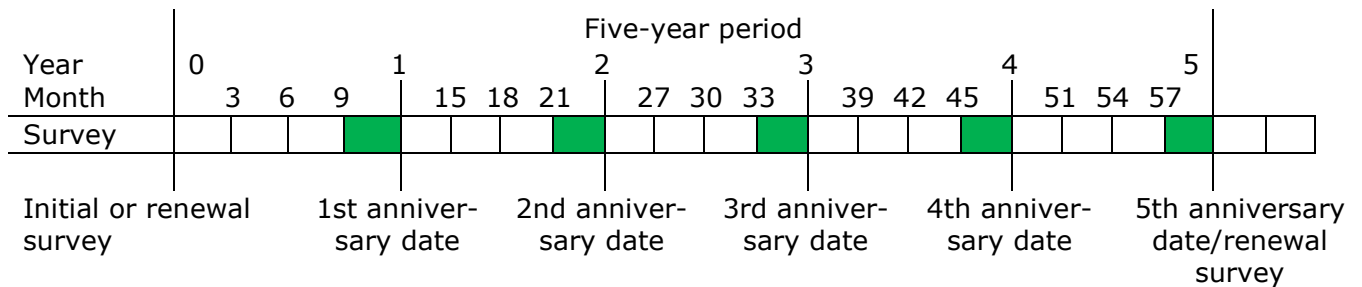 Five-year period
Year 0 1 2 3 4 5
Month 3 6 9 15 18 21 27 30 33 39 42 45 51 54 57
Survey
Initial or renewal survey
1st anniver-
sary date
2nd anniver-
sary date
3rd anniver-
sary date
4th anniver-
sary date
5th anniversary
date/renewal
survey